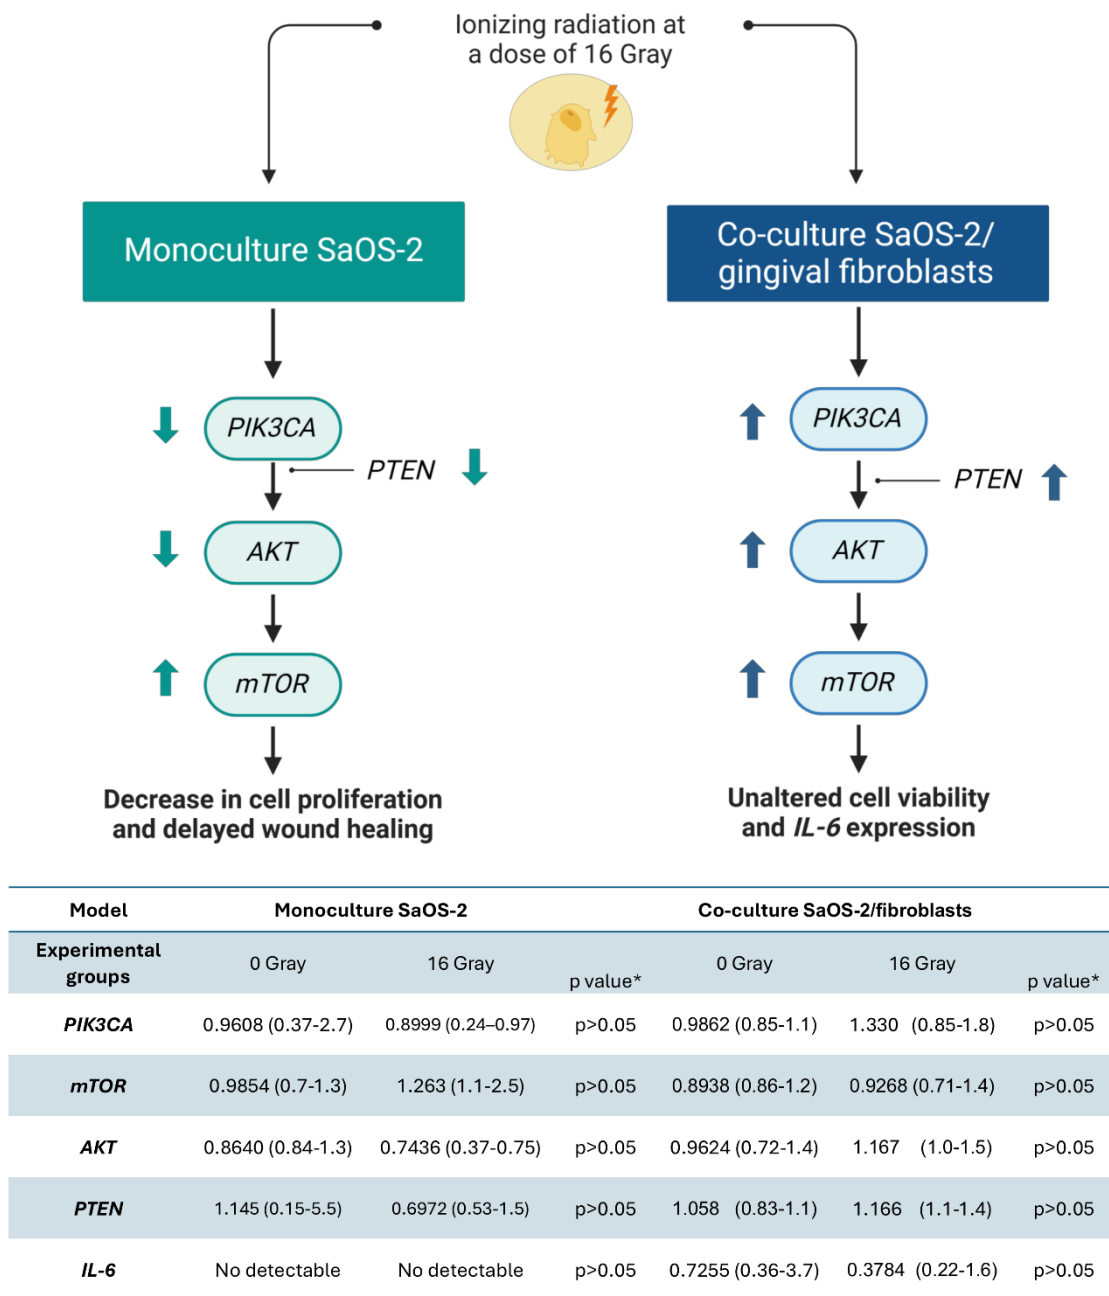 Ionizing radiation at
a dose of 16 Gray
Monoculture SaOS-2
Co-culture SaOS-2/
gingival fibroblasts
PIK3CA
PTEN
AKT
mTOR
Decrease in cell proliferation
and delayed wound healing
PIK3CA
PTEN
AKT
mTOR
Unaltered cell viability
and IL-6 expression
Model Monoculture SaOS-2 Co-culture SaOS-2/fibroblasts
Experimental
groups 0 Gray 16 Gray p value* 0 Gray 16 Gray p value*
PIK3CA 0.9608 (0.37-2.7) 0.8999 (0.24–0.97) p>0.05 0.9862 (0.85-1.1) 1.330 (0.85-1.8) p>0.05
mTOR 0.9854 (0.7-1.3) 1.263 (1.1-2.5) p>0.05 0.8938 (0.86-1.2) 0.9268 (0.71-1.4) p>0.05
AKT 0.8640 (0.84-1.3) 0.7436 (0.37-0.75) p>0.05 0.9624 (0.72-1.4) 1.167 (1.0-1.5) p>0.05
PTEN 1.145 (0.15-5.5) 0.6972 (0.53-1.5) p>0.05 1.058 (0.83-1.1) 1.166 (1.1-1.4) p>0.05
IL-6 No detectable No detectable p>0.05 0.7255 (0.36-3.7) 0.3784 (0.22-1.6) p>0.05